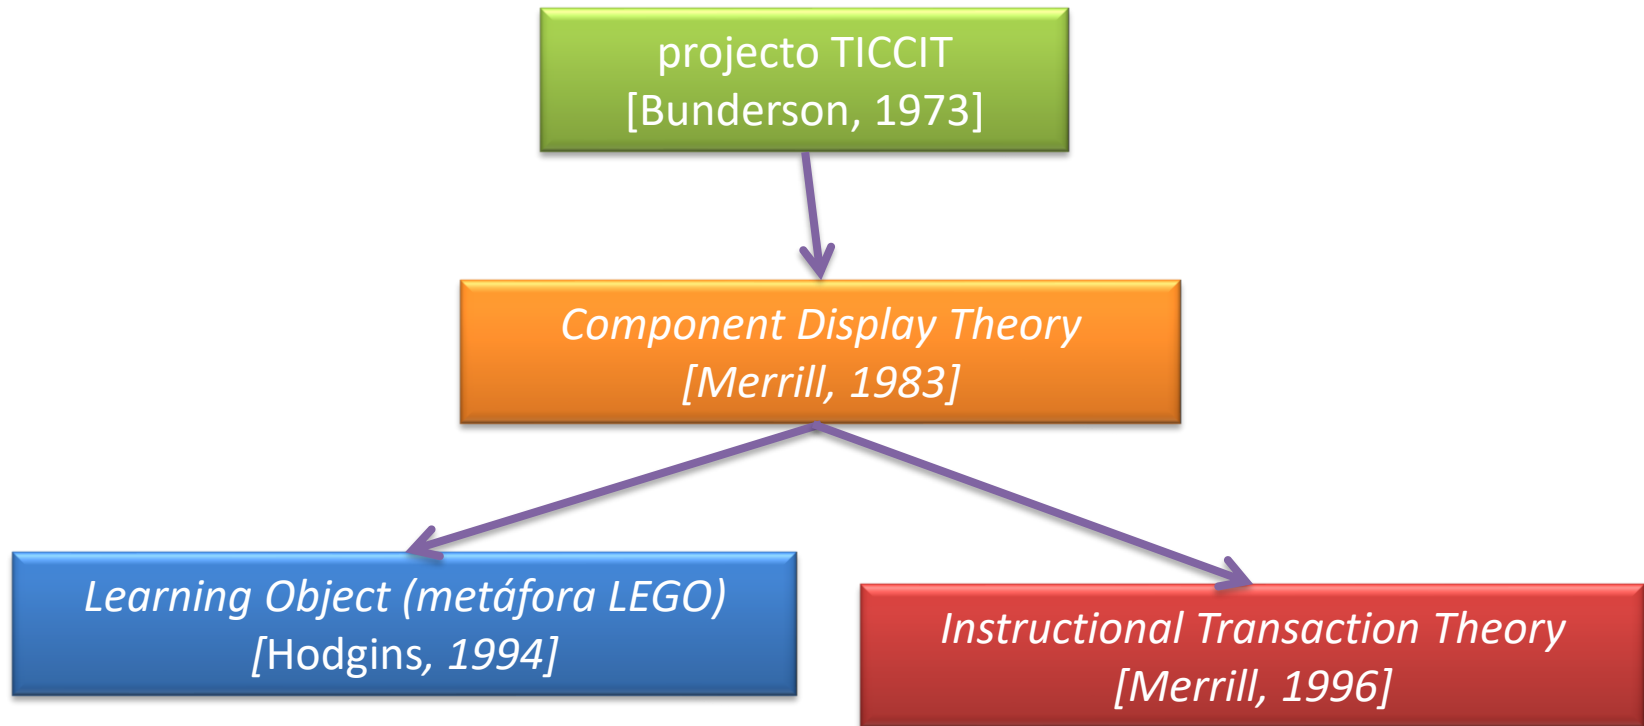 projecto TICCIT
[Bunderson, 1973]
Component Display Theory
[Merrill, 1983]
Learning Object (metáfora LEGO)
[Hodgins, 1994]
Instructional Transaction Theory
[Merrill, 1996]